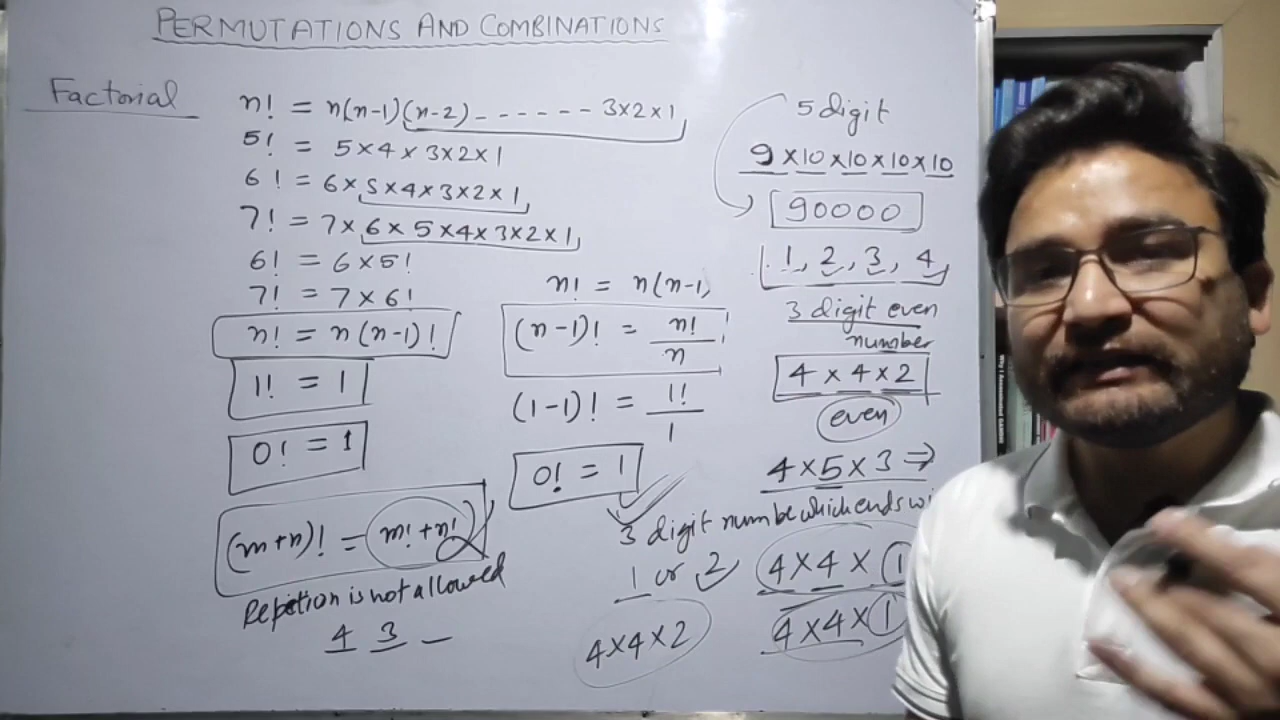 PERMUTATIONS AND COMBINATIONS
Factorial
n! = n(n-1)(n-2) - - - - - - 3×2×1
5! = 5×4×3×2×1
6! = 6×5×4×3×2×1
7! = 7×6×5×4×3×2×1
6! = 6×5!
7! = 7×6!
n! = n(n-1)!
1! = 1
0! = 1
(m+n)! = m!+n!
Repetion is not allowed
4 3 _
n! = n(n-1)
(n-1)! = n!/n
(1-1)! = 1!/1
0! = 1
5 digit
9×10×10×10×10
90000
1, 2, 3, 4
3 digit even
number
4×4×2
even
4×5×3 ⇒
3 digit numbe which ends
1 or 2
4×4×1
4×4×1
4×4×2